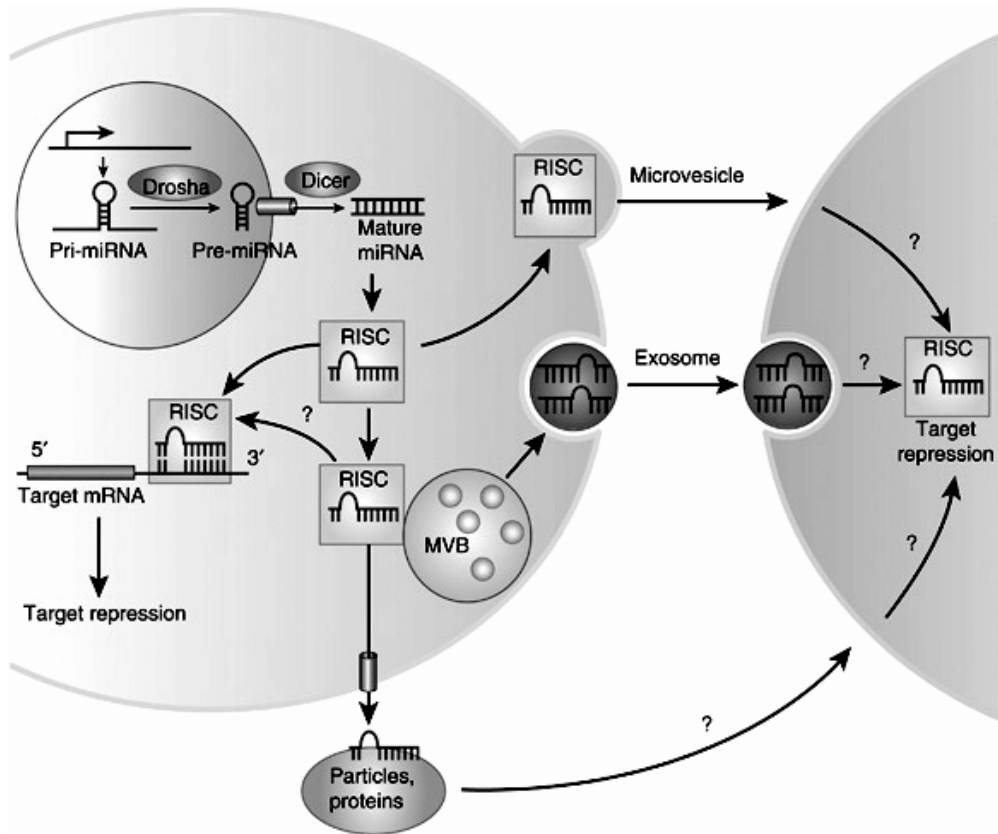 RISC
Microvesicle
Drosha
Dicer
Pri-miRNA
Pre-miRNA
Mature
miRNA
?
RISC
RISC
Exosome
?
RISC
Target
repression
RISC
?
5′
3′
Target mRNA
RISC
MVB
?
Target repression
?
Particles,
proteins